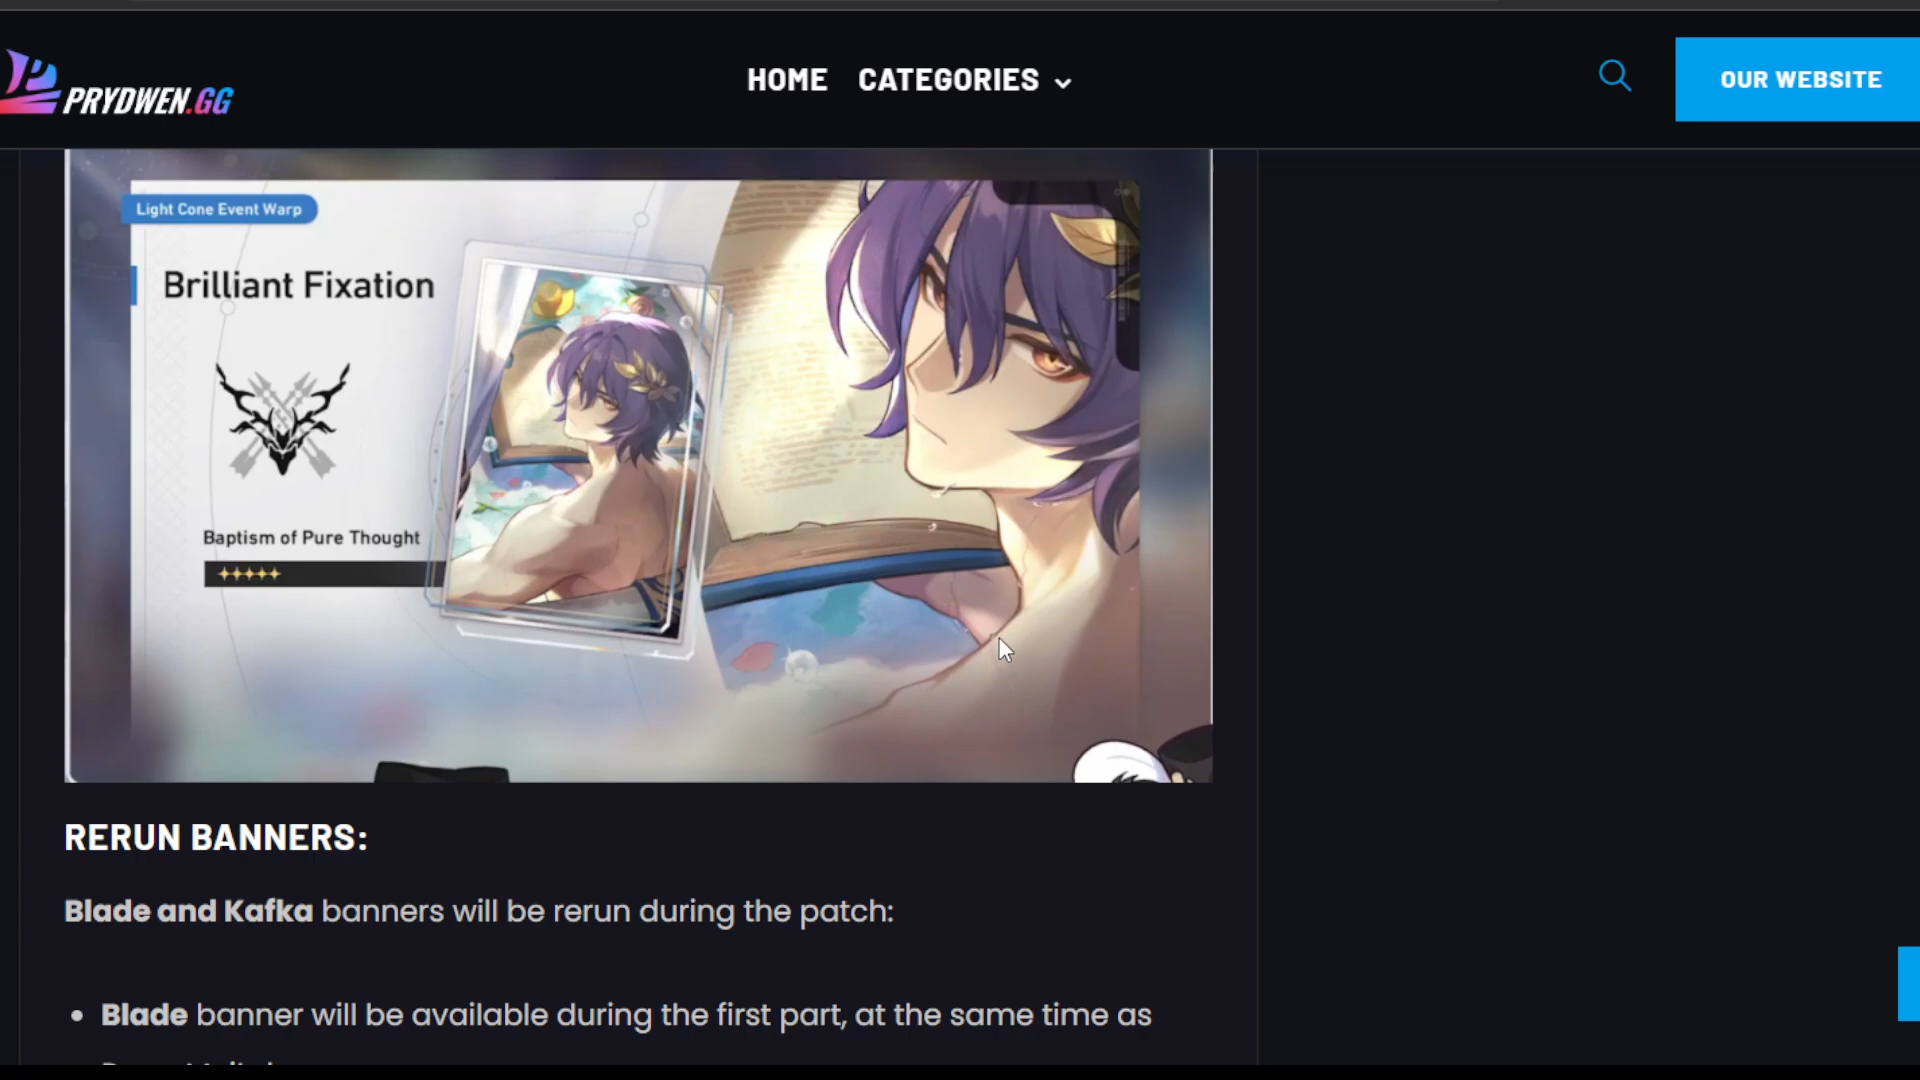 PRYDWEN.GG
HOME
CATEGORIES
OUR WEBSITE
Light Cone Event Warp
Brilliant Fixation
Baptism of Pure Thought
RERUN BANNERS:
Blade and Kafka banners will be rerun during the patch:
• Blade banner will be available during the first part, at the same time as